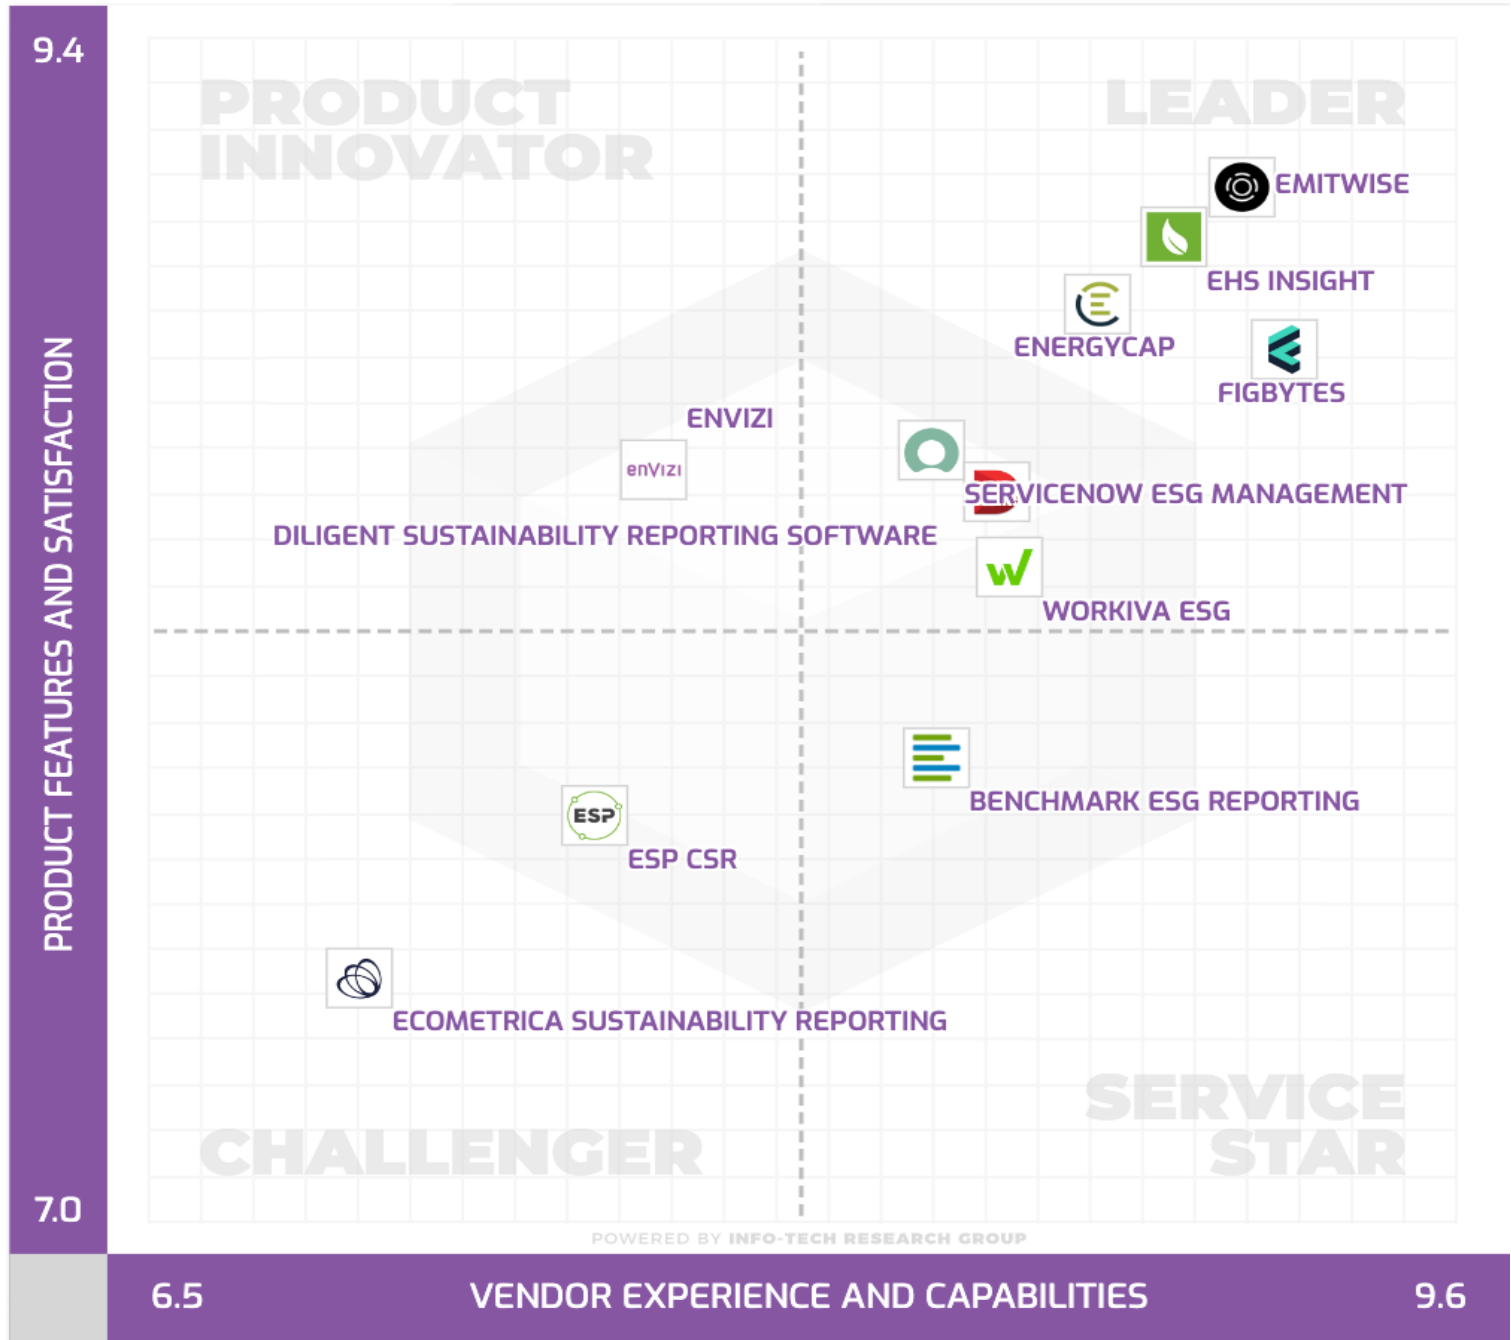 9.4
PRODUCT
INNOVATOR
LEADER
EMITWISE
EHS INSIGHT
ENERGYCAP
FIGBYTES
ENVIZI
enVIZI
SERVICENOW ESG MANAGEMENT
DILIGENT SUSTAINABILITY REPORTING SOFTWARE
WORKIVA ESG
PRODUCT FEATURES AND SATISFACTION
BENCHMARK ESG REPORTING
ESP
ESP CSR
ECOMETRICA SUSTAINABILITY REPORTING
CHALLENGER
SERVICE
STAR
7.0
POWERED BY INFO-TECH RESEARCH GROUP
6.5
VENDOR EXPERIENCE AND CAPABILITIES
9.6